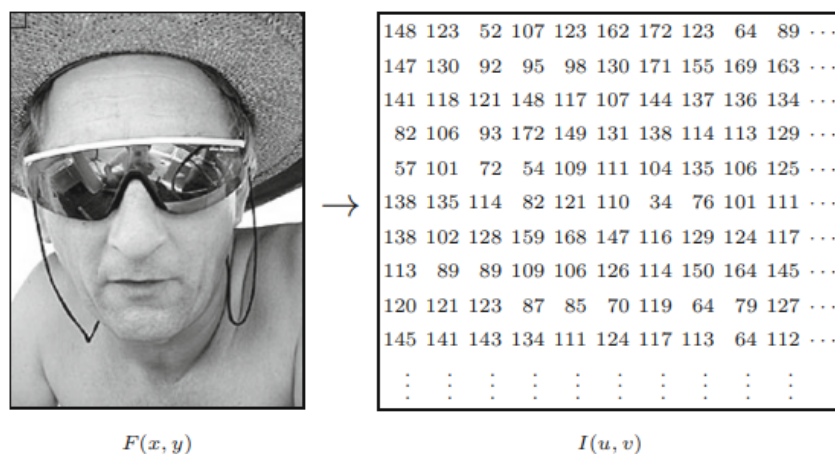 148 123 52 107 123 162 172 123 64 89 ···
147 130 92 95 98 130 171 155 169 163 ···
141 118 121 148 117 107 144 137 136 134 ···
82 106 93 172 149 131 138 114 113 129 ···
57 101 72 54 109 111 104 135 106 125 ···
138 135 114 82 121 110 34 76 101 111 ···
138 102 128 159 168 147 116 129 124 117 ···
113 89 89 109 106 126 114 150 164 145 ···
120 121 123 87 85 70 119 64 79 127 ···
145 141 143 134 111 124 117 113 64 112 ···
⋮ ⋮ ⋮ ⋮ ⋮ ⋮ ⋮ ⋮ ⋮ ⋮
→
F(x, y) I(u, v)